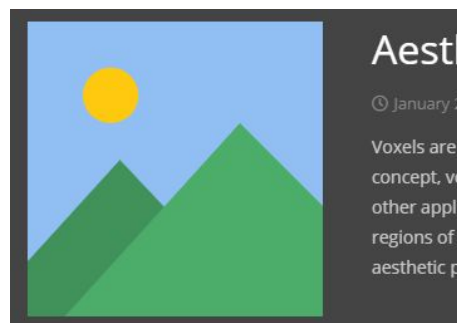 Aest
January
Voxels are
concept, v
other appl
regions of
aesthetic p